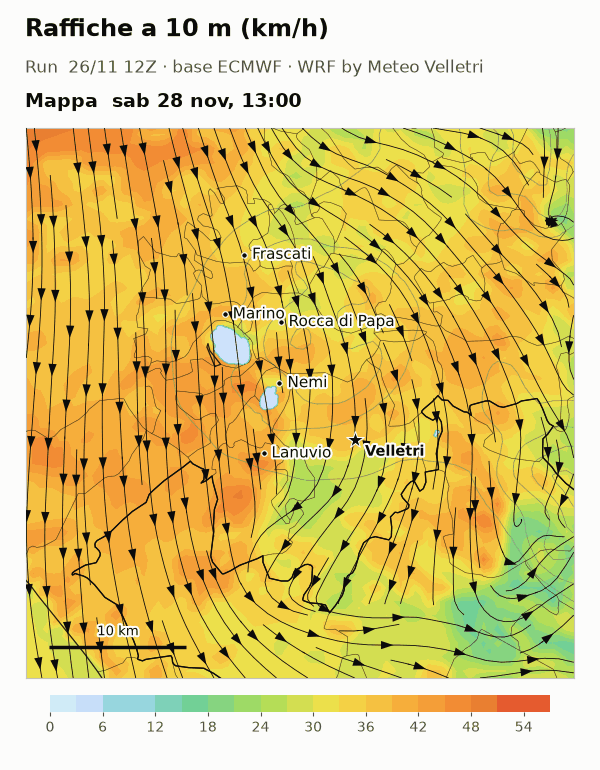 Raffiche a 10 m (km/h)
Run  26/11 12Z · base ECMWF · WRF by Meteo Velletri
Mappa  sab 28 nov, 13:00
Frascati
Marino
Rocca di Papa
Nemi
Velletri
Lanuvio
10 km
0 6 12 18 24 30 36 42 48 54